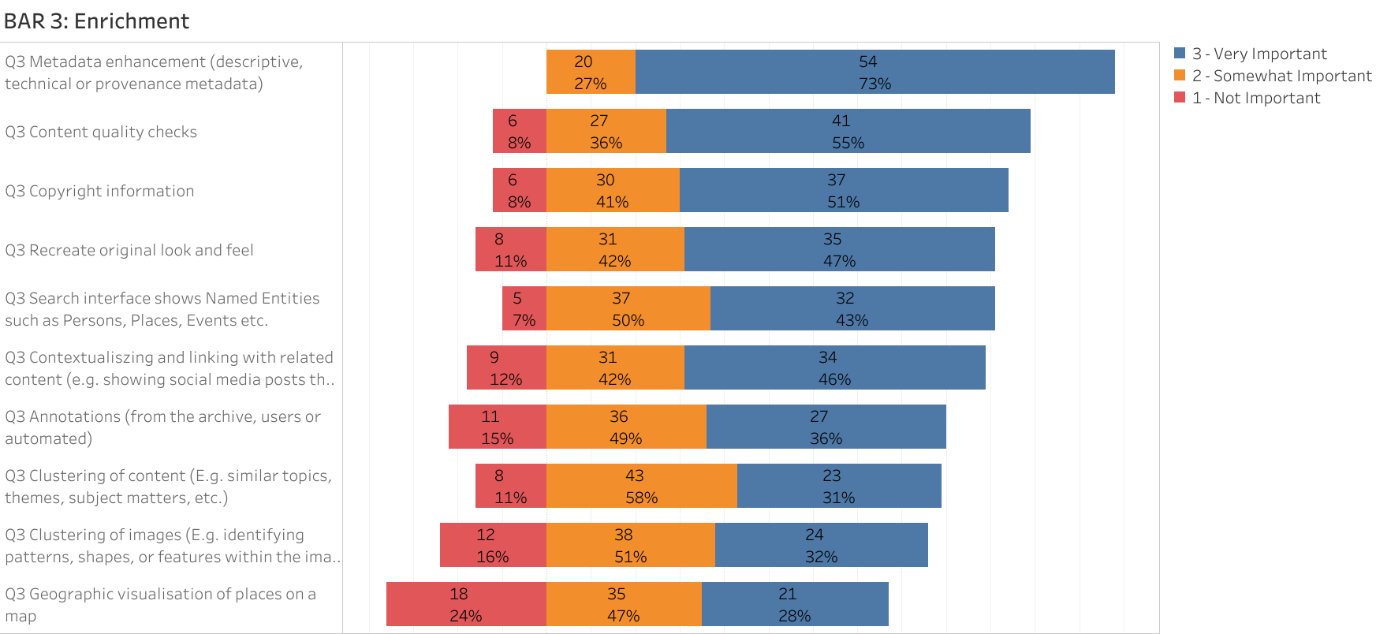 BAR 3: Enrichment
Q3 Metadata enhancement (descriptive,
technical or provenance metadata)
20
27%
54
73%
Q3 Content quality checks
6
8%
27
36%
41
55%
Q3 Copyright information
6
8%
30
41%
37
51%
Q3 Recreate original look and feel
8
11%
31
42%
35
47%
Q3 Search interface shows Named Entities
such as Persons, Places, Events etc.
5
7%
37
50%
32
43%
Q3 Contextualiszing and linking with related
content (e.g. showing social media posts th..
9
12%
31
42%
34
46%
Q3 Annotations (from the archive, users or
automated)
11
15%
36
49%
27
36%
Q3 Clustering of content (E.g. similar topics,
themes, subject matters, etc.)
8
11%
43
58%
23
31%
Q3 Clustering of images (E.g. identifying
patterns, shapes, or features within the ima..
12
16%
38
51%
24
32%
Q3 Geographic visualisation of places on a
map
18
24%
35
47%
21
28%
3 - Very Important
2 - Somewhat Important
1 - Not Important